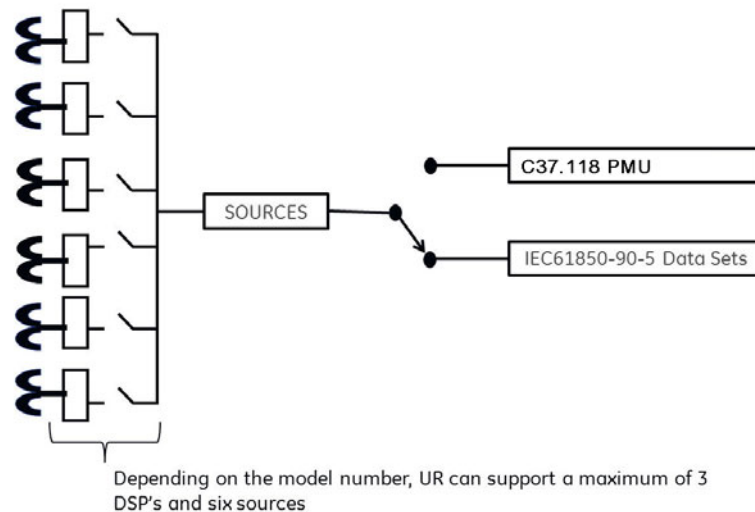 C37.118 PMU
SOURCES
IEC61850-90-5 Data Sets
Depending on the model number, UR can support a maximum of 3
DSP's and six sources